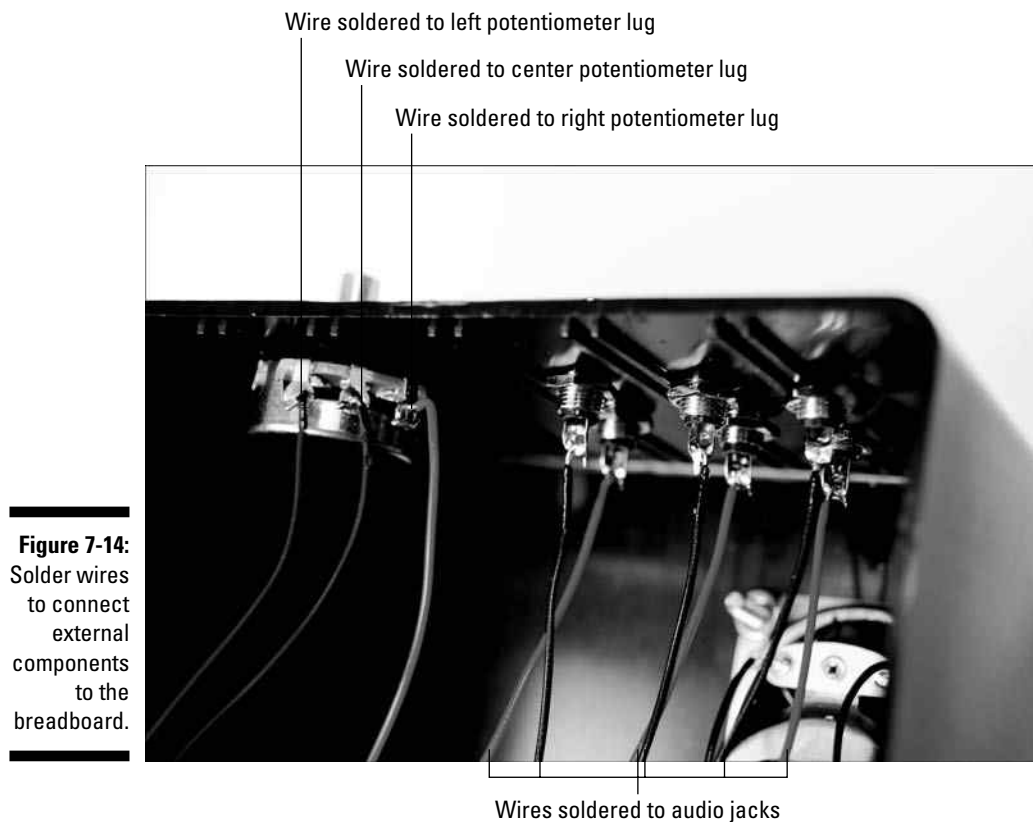 Wire soldered to left potentiometer lug
Wire soldered to center potentiometer lug
Wire soldered to right potentiometer lug
Figure 7-14:
Solder wires
to connect
external
components
to the
breadboard.
Wires soldered to audio jacks